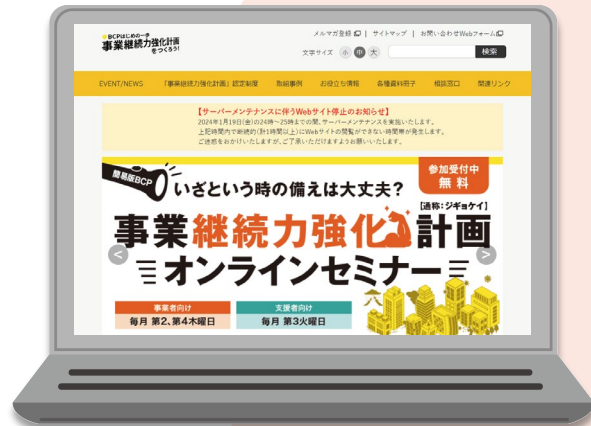 BCPはじめの一歩
事業継続力強化計画
をつくろう!
メルマガ登録 | サイトマップ | お問い合わせWebフォーム
文字サイズ 小 中 大 検索
EVENT/NEWS 「事業継続力強化計画」認定制度 取組事例 お役立ち情報 各種資料冊子 相談窓口 関連リンク
【サーバーメンテナンスに伴うWebサイト停止のお知らせ】
2024年1月19日(金)の24時~25時までの間、サーバーメンテナンスを実施いたします。
上記時間内で断続的(計1時間以上)にWebサイトの閲覧ができない時間帯が発生します。
ご迷惑をおかけいたしますが、ご了承いただけますようお願いいたします。
簡易版BCP
いざという時の備えは大丈夫?
参加受付中
無料
【通称:ジギョケイ】
事業継続力強化計画
オンラインセミナー
事業者向け
毎月 第2、第4木曜日
支援者向け
毎月 第3火曜日